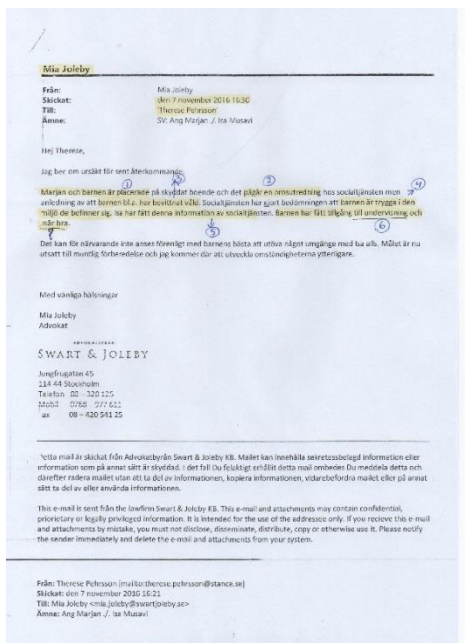 Mia Joleby
Från: Mia Joleby
Skickat: den 7 november 2016 16:30
Till: 'Therese Pehrsson'
Ämne: SV: Ang Marjan ./. Isa Musavi
Hej Therese,
Jag ber om ursäkt för sent återkommande.
① ② ④
Marjan och barnen är placerade på skyddat boende och det pågår en orosutredning hos socialtjänsten men
anledning av att barnen bl.a. har bevittnat våld. Socialtjänsten har gjort bedömningen att barnen är trygga i den
miljö de befinner sig. Isa har fått denna information av socialtjänsten. Barnen har fått tillgång till undervisning och
mår bra.
? ⑤ ⑥
Det kan för närvarande inte anses förenligt med barnens bästa att utöva något umgänge med alls. Målet är nu
utsatt till muntlig förberedelse och jag kommer där att utveckla omständigheterna ytterligare.
Med vänliga hälsningar
Mia Joleby
Advokat
ADVOKATBYRÅN
SWART & JOLEBY
Jungfrugatan 45
114 44 Stockholm
Telefon 08 - 320 125
Mobil 0768 - 977 611
ax 08 – 420 541 25
Detta mail är skickat från Advokatbyrån Swart & Joleby KB. Mailet kan innehålla sekretessbelagd information eller
information som på annat sätt är skyddad. I det fall Du felaktigt erhållit detta mail ombedes Du meddela detta och
därefter radera mailet utan att ta del av informationen, kopiera informationen, vidarebefordra mailet eller på annat
sätt ta del av eller använda informationen.
This e-mail is sent from the lawfirm Swart & Joleby KB. This e-mail and attachments may contain confidential,
priorietary or legally privileged information. It is intended for the use of the addressee only. If you recieve this e-mail
and attachments by mistake, you must not disclose, disseminate, distribute, copy or otherwise use it. Please notify
the sender immediately and delete the e-mail and attachments from your system.
Från: Therese Pehrsson [mailto:therese.pehrsson@stance.se]
Skickat: den 7 november 2016 16:21
Till: Mia Joleby <mia.joleby@swartjoleby.se>
Ämne: Ang Marjan ./. Isa Musavi